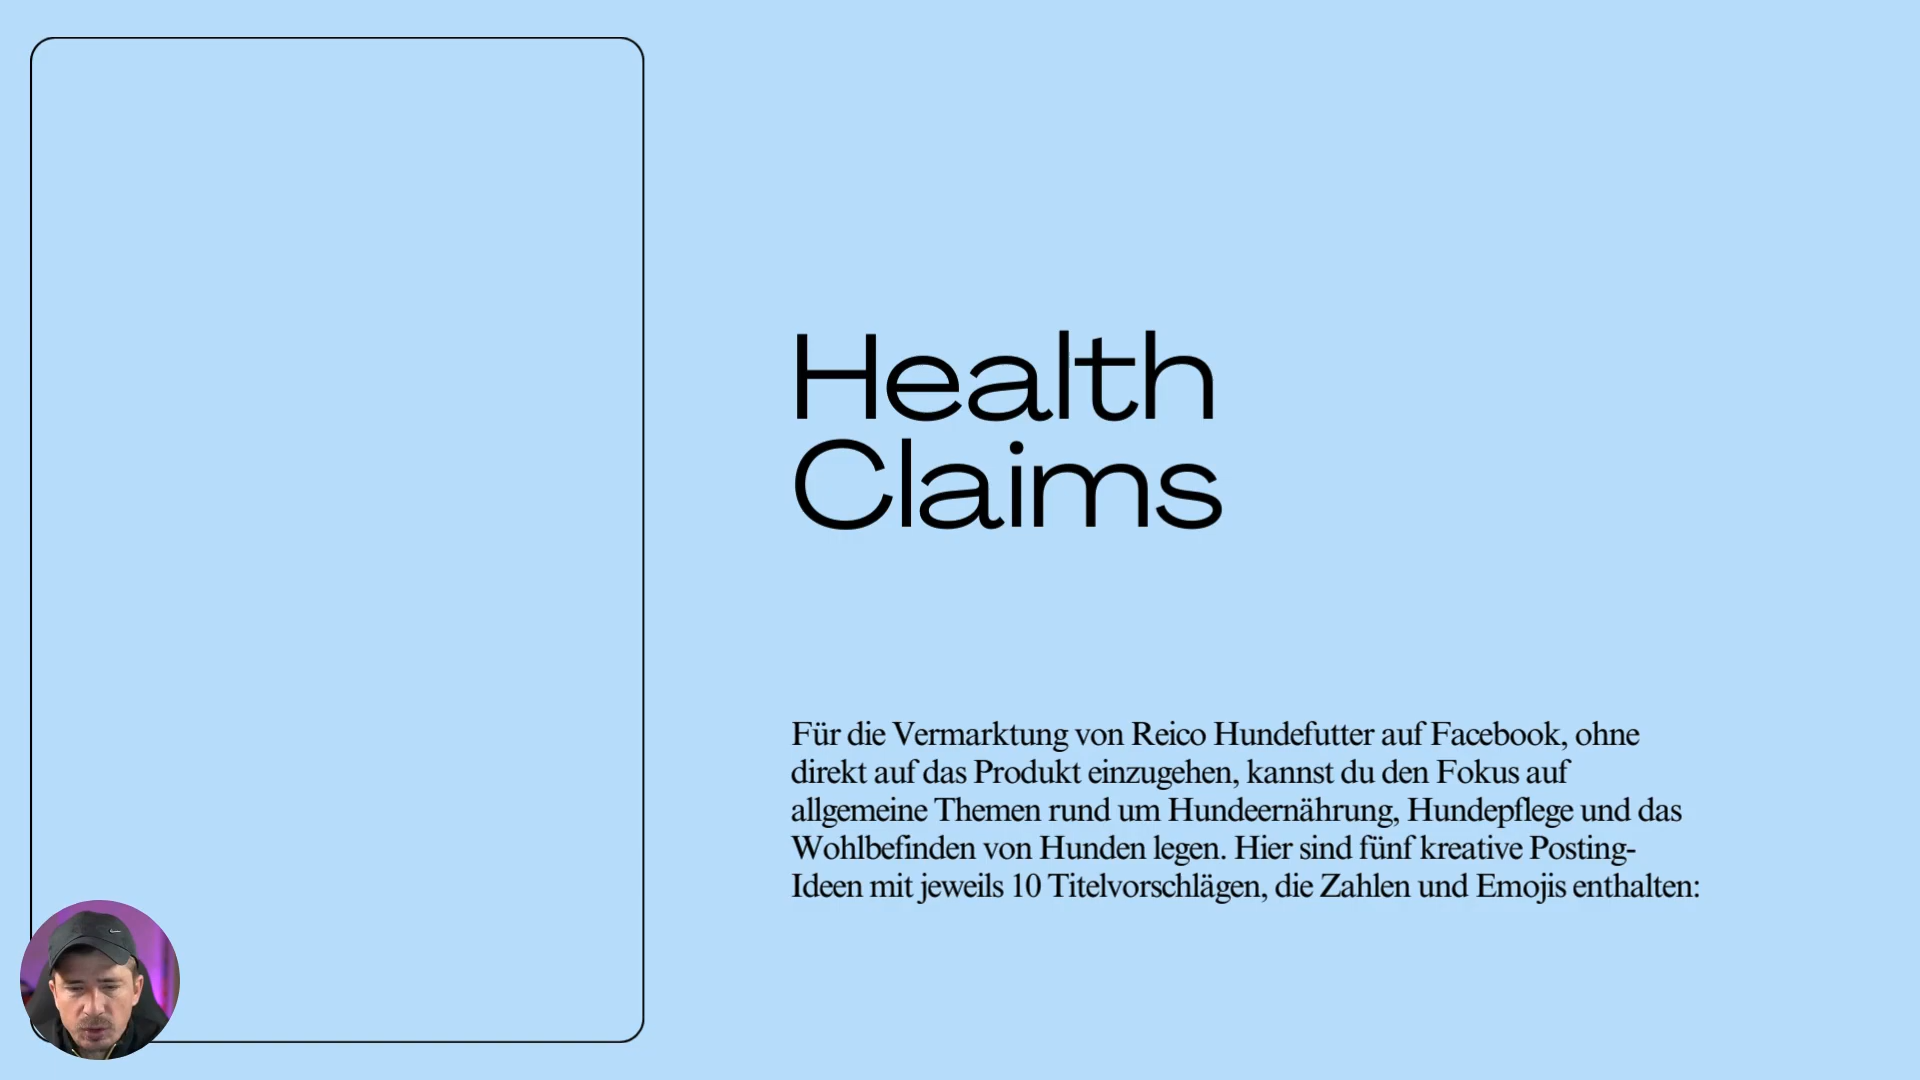 Health
Claims
Für die Vermarktung von Reico Hundefutter auf Facebook, ohne
direkt auf das Produkt einzugehen, kannst du den Fokus auf
allgemeine Themen rund um Hundeernährung, Hundepflege und das
Wohlbefinden von Hunden legen. Hier sind fünf kreative Posting-
Ideen mit jeweils 10 Titelvorschlägen, die Zahlen und Emojis enthalten: